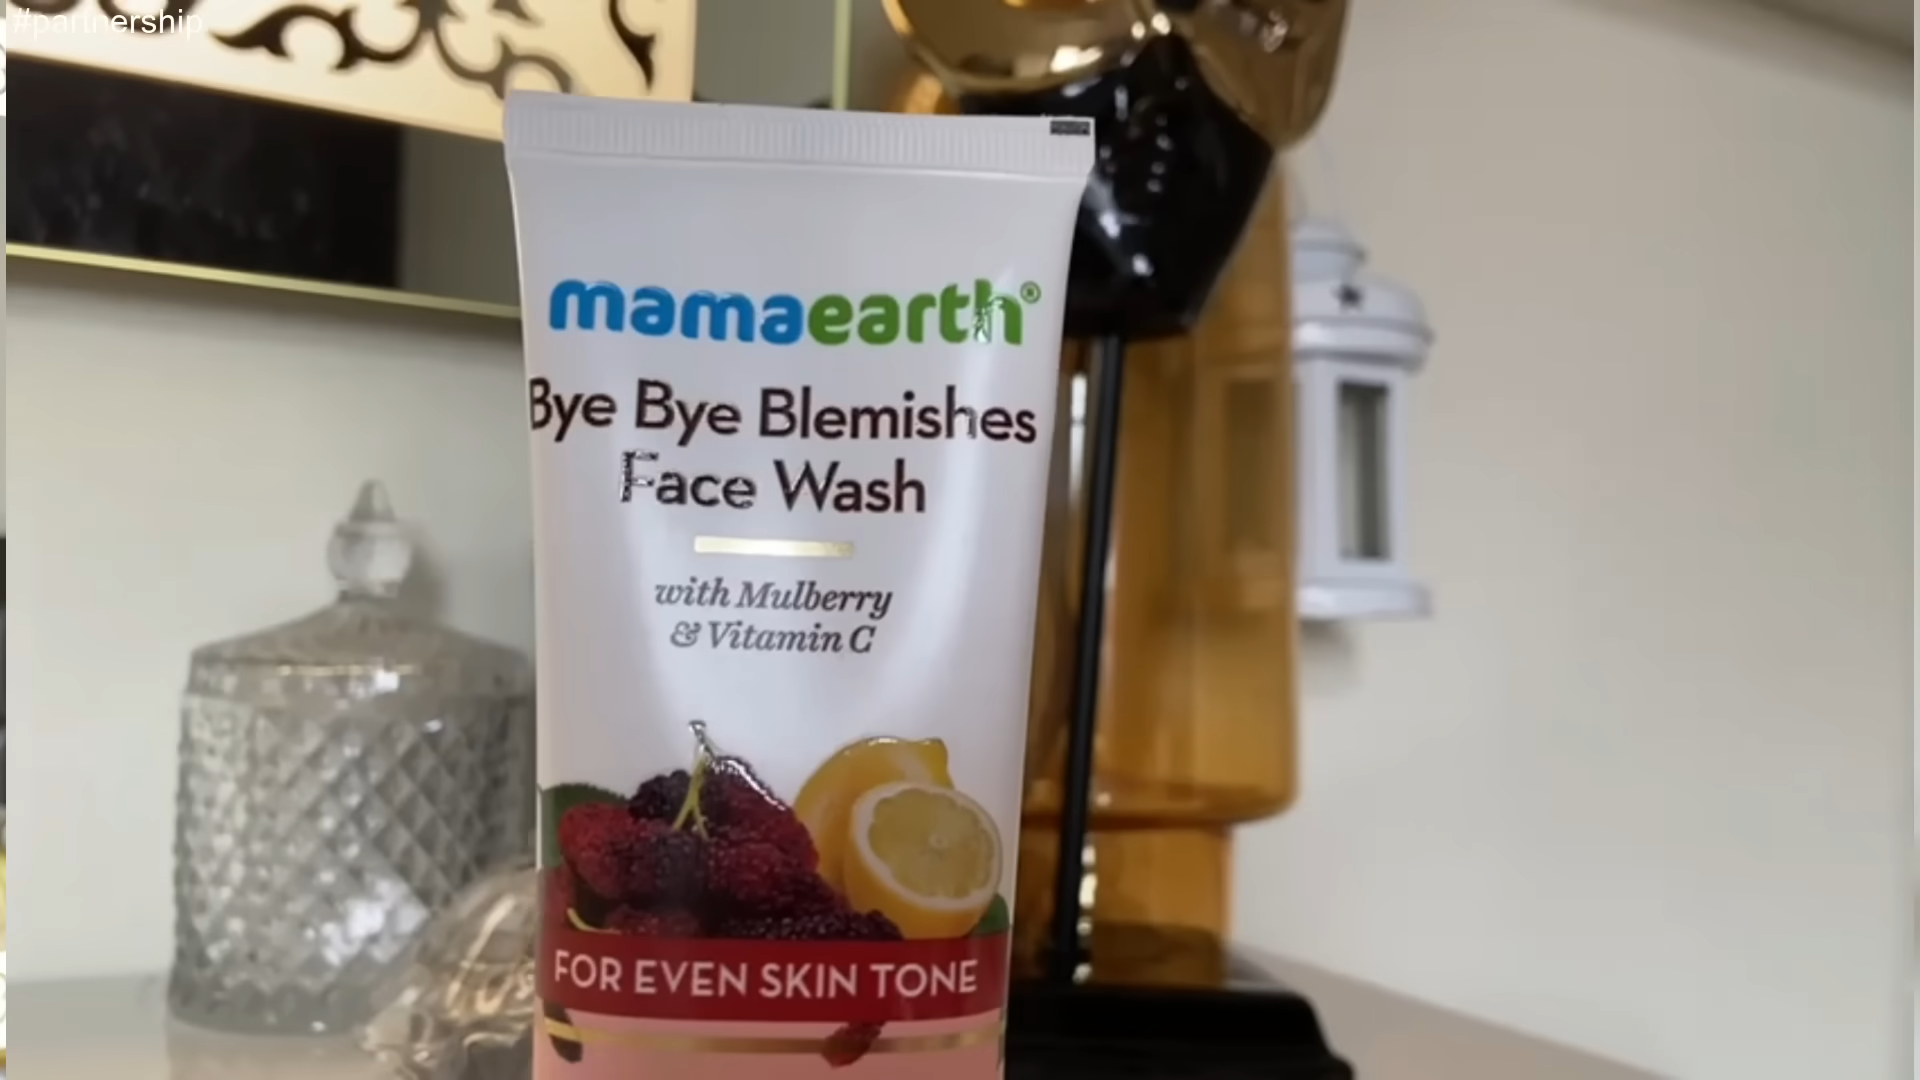 #partnership
mamaearth®
Bye Bye Blemishes
Face Wash
with Mulberry
& Vitamin C
FOR EVEN SKIN TONE